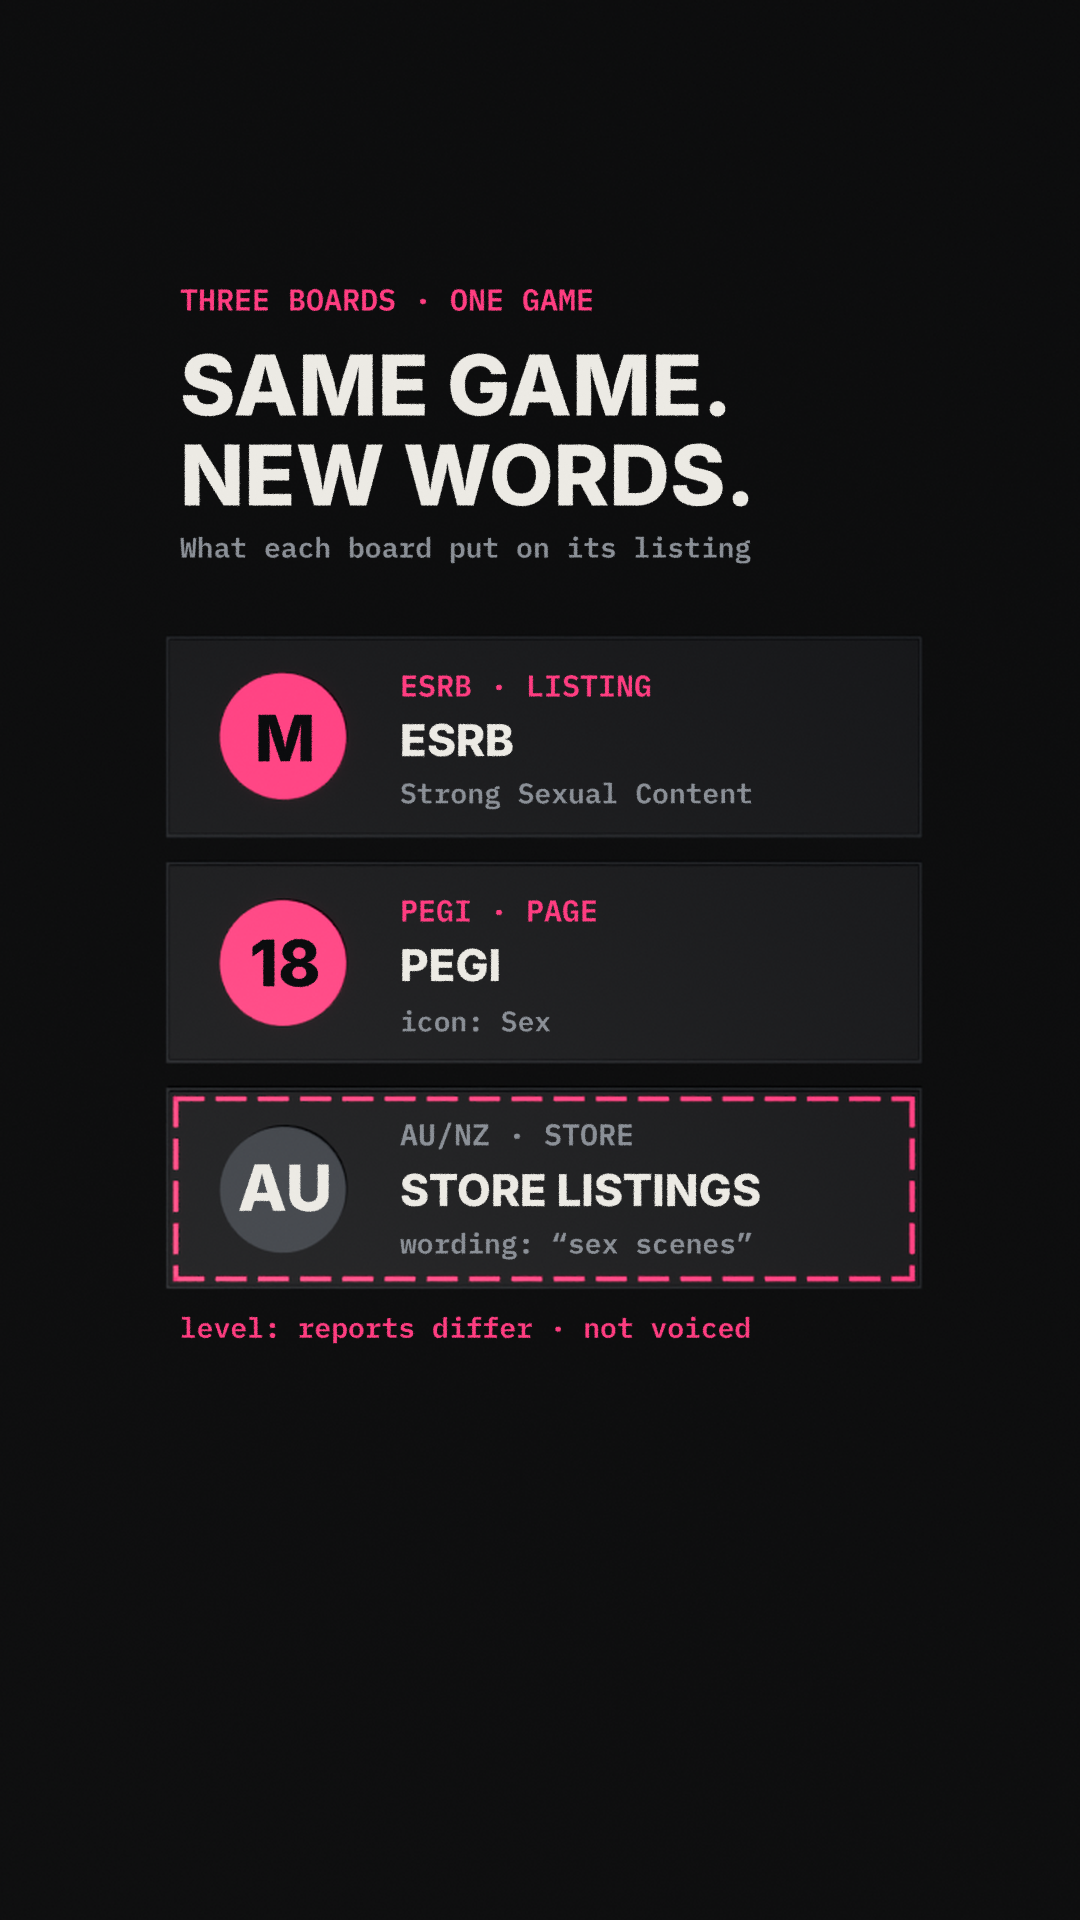 THREE BOARDS · ONE GAME
SAME GAME.
NEW WORDS.
What each board put on its listing
M
ESRB · LISTING
ESRB
Strong Sexual Content
18
PEGI · PAGE
PEGI
icon: Sex
AU
AU/NZ · STORE
STORE LISTINGS
wording: “sex scenes”
level: reports differ · not voiced